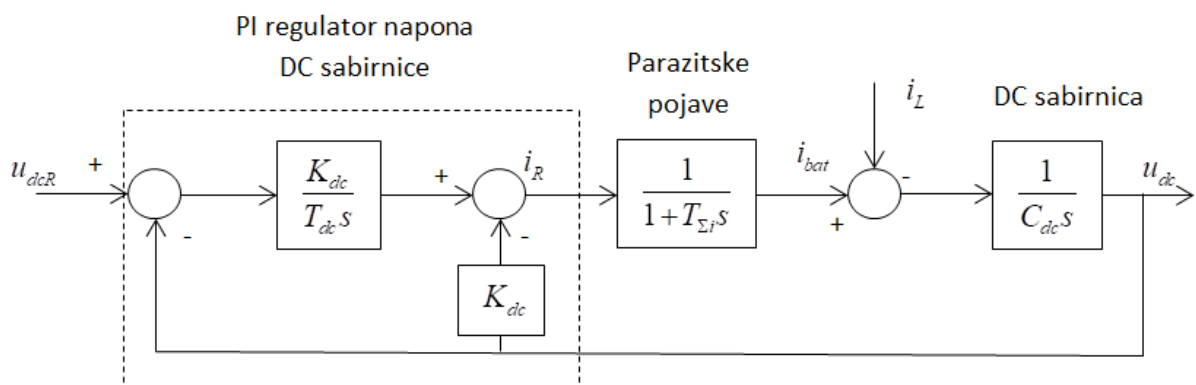 PI regulator napona
DC sabirnice
Parazitske
pojave
i_L
DC sabirnica
u_dcR
+
K_dc
T_dc s
+
i_R
1
1+T_Σi s
i_bat
-
1
C_dc s
u_dc
-
-
+
K_dc